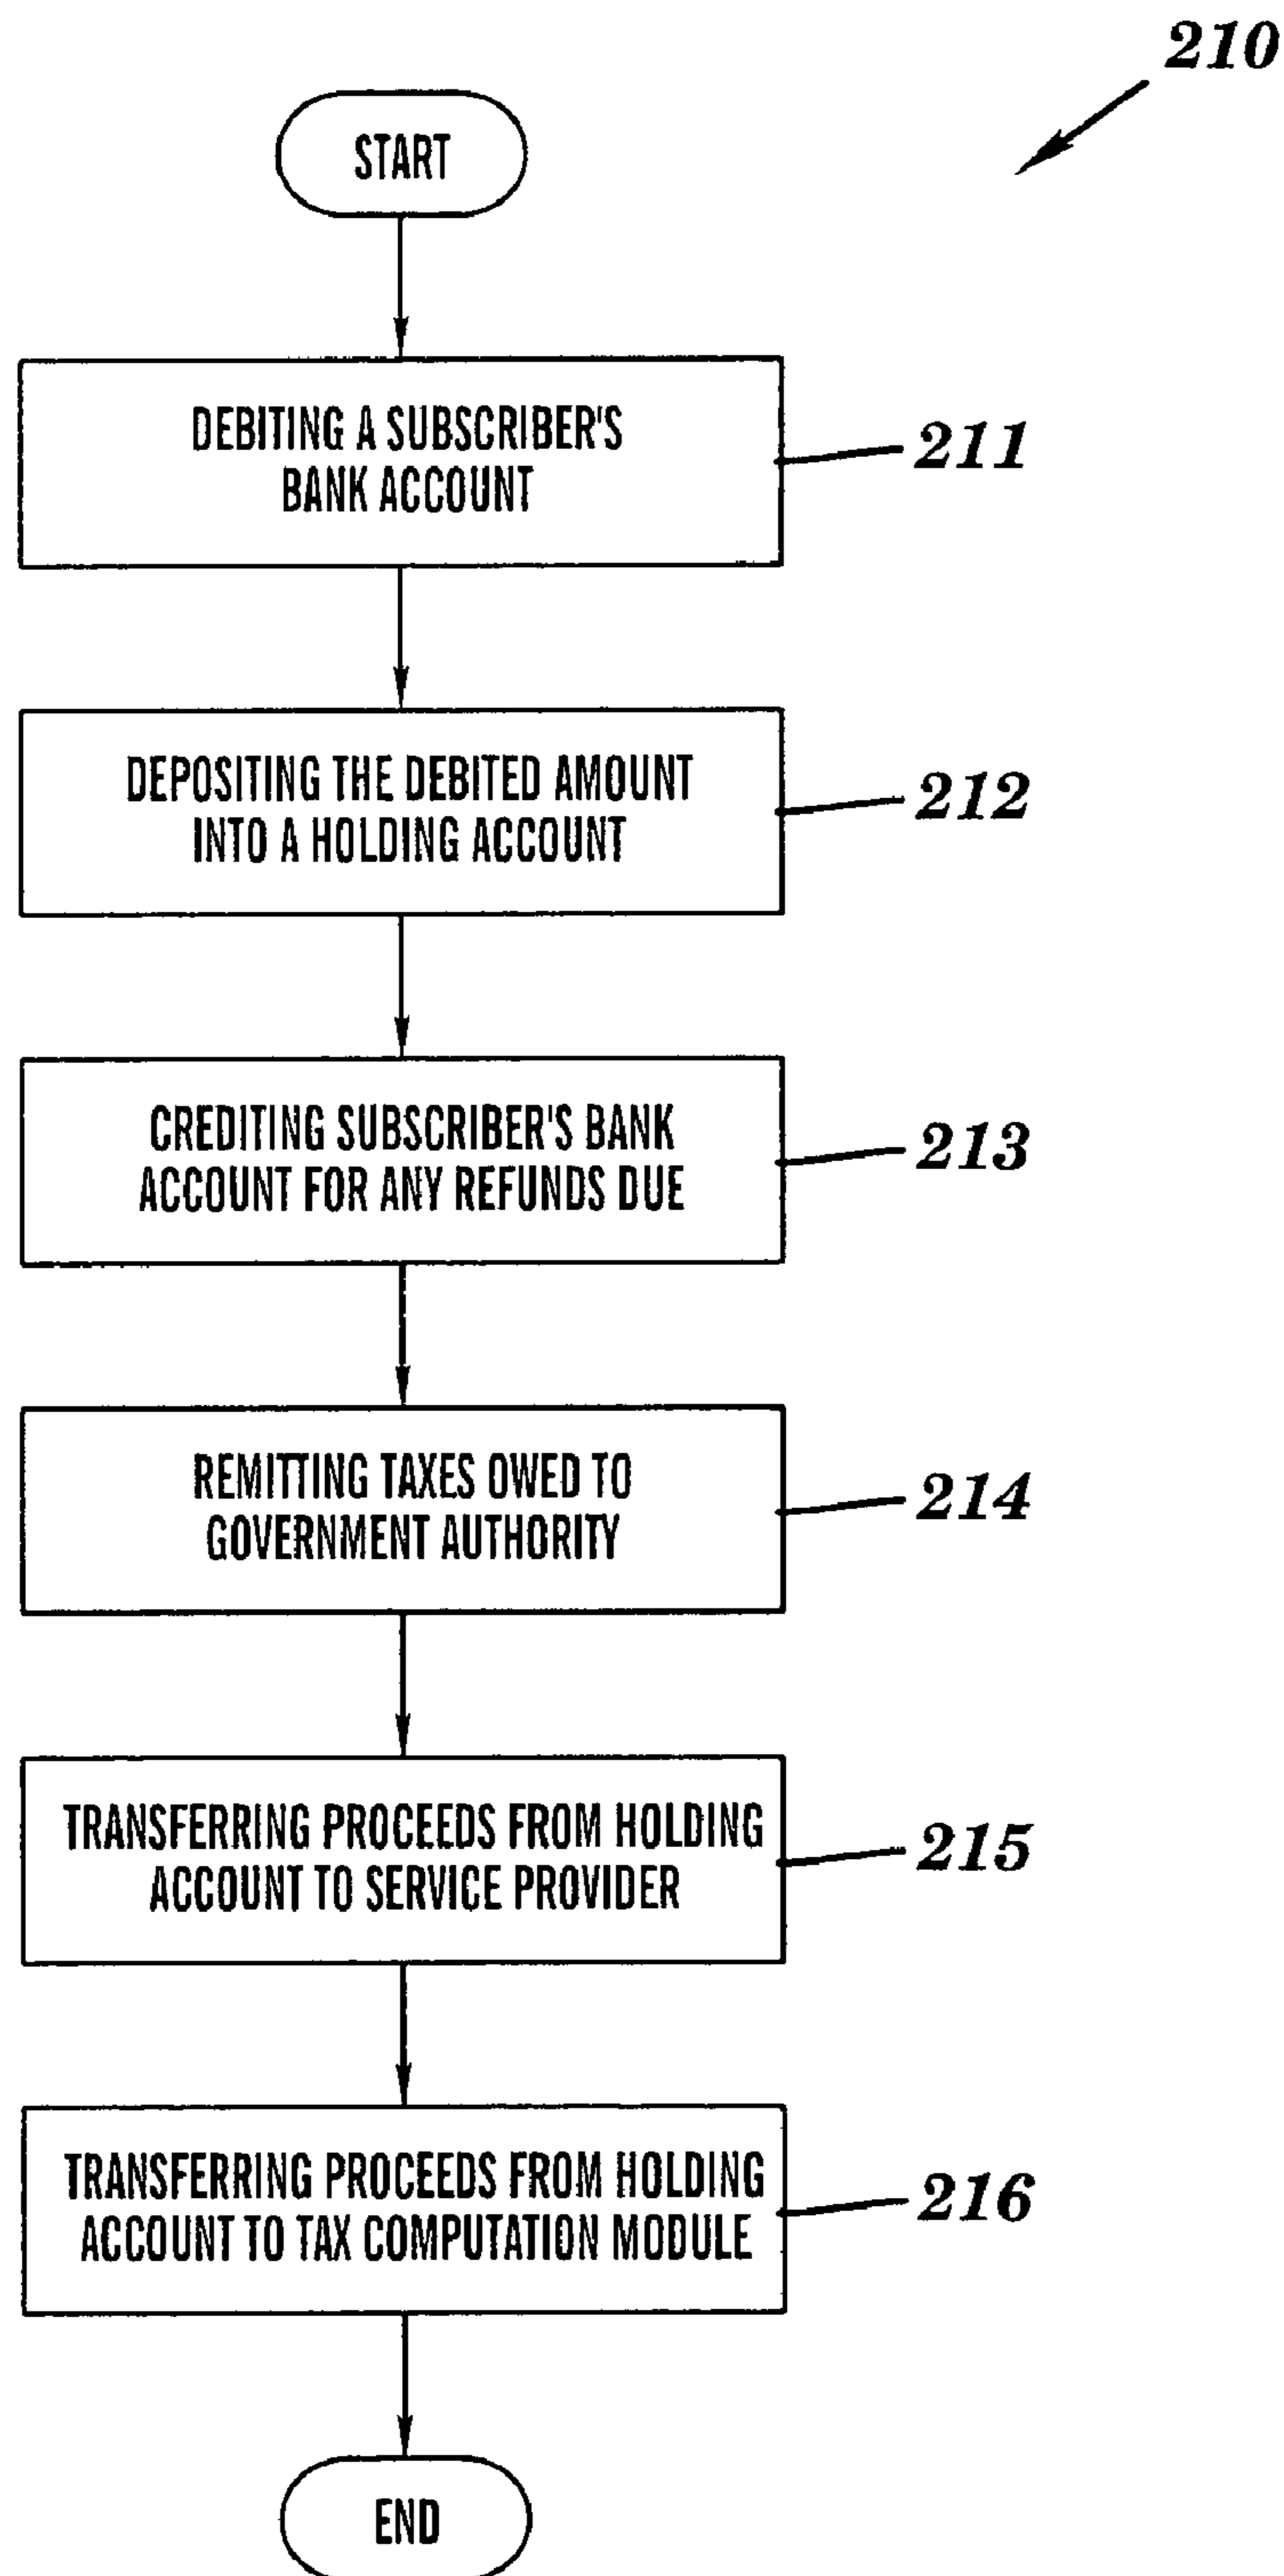 210
START
DEBITING A SUBSCRIBER'S
BANK ACCOUNT
211
DEPOSITING THE DEBITED AMOUNT
INTO A HOLDING ACCOUNT
212
CREDITING SUBSCRIBER'S BANK
ACCOUNT FOR ANY REFUNDS DUE
213
REMITTING TAXES OWED TO
GOVERNMENT AUTHORITY
214
TRANSFERRING PROCEEDS FROM HOLDING
ACCOUNT TO SERVICE PROVIDER
215
TRANSFERRING PROCEEDS FROM HOLDING
ACCOUNT TO TAX COMPUTATION MODULE
216
END